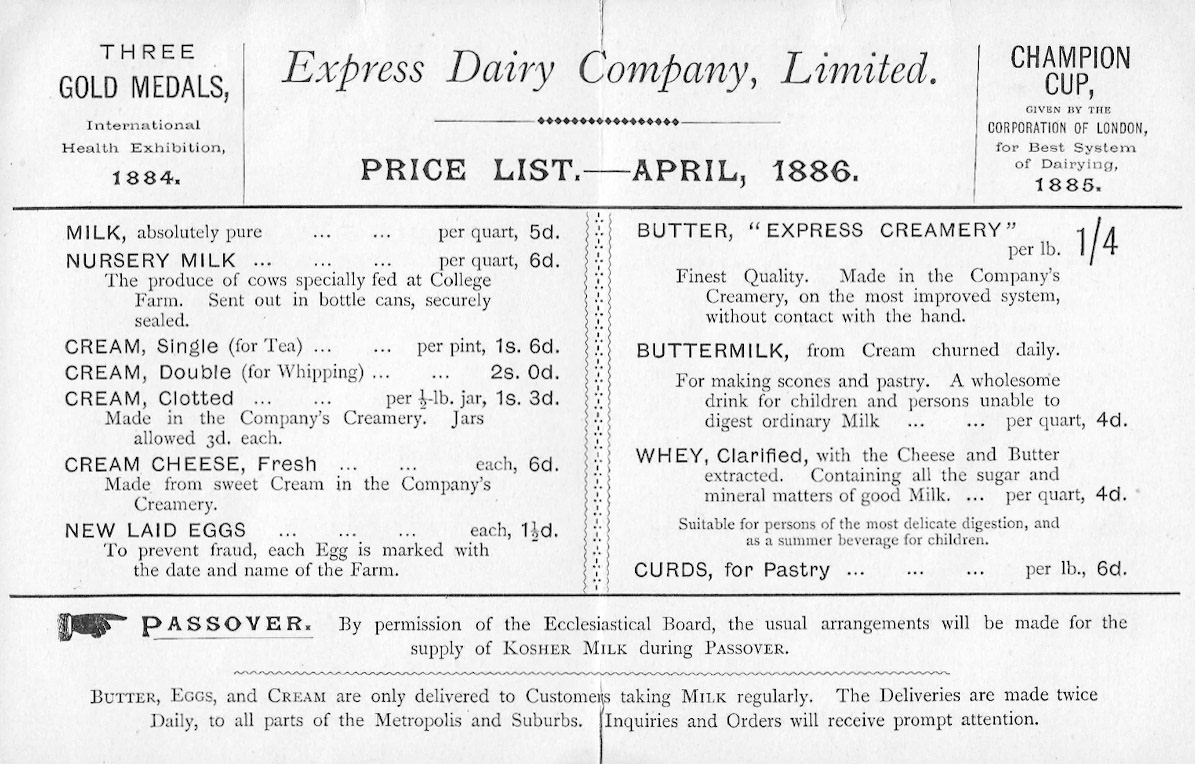 THREE
GOLD MEDALS,
International
Health Exhibition,
1884.
Express Dairy Company, Limited.
PRICE LIST.—APRIL, 1886.
CHAMPION
CUP,
GIVEN BY THE
CORPORATION OF LONDON,
for Best System
of Dairying,
1885.
MILK, absolutely pure ... ... per quart, 5d.
NURSERY MILK ... ... ... per quart, 6d.
The produce of cows specially fed at College
Farm. Sent out in bottle cans, securely
sealed.
CREAM, Single (for Tea) ... ... per pint, 1s. 6d.
CREAM, Double (for Whipping) ... ... 2s. 0d.
CREAM, Clotted ... ... per ½-lb. jar, 1s. 3d.
Made in the Company's Creamery. Jars
allowed 3d. each.
CREAM CHEESE, Fresh ... ... each, 6d.
Made from sweet Cream in the Company's
Creamery.
NEW LAID EGGS ... ... ... each, 1½d.
To prevent fraud, each Egg is marked with
the date and name of the Farm.
BUTTER, "EXPRESS CREAMERY"
per lb. 1/4
Finest Quality. Made in the Company's
Creamery, on the most improved system,
without contact with the hand.
BUTTERMILK, from Cream churned daily.
For making scones and pastry. A wholesome
drink for children and persons unable to
digest ordinary Milk ... ... per quart, 4d.
WHEY, Clarified, with the Cheese and Butter
extracted. Containing all the sugar and
mineral matters of good Milk. ... per quart, 4d.
Suitable for persons of the most delicate digestion, and
as a summer beverage for children.
CURDS, for Pastry ... ... ... per lb., 6d.
PASSOVER. By permission of the Ecclesiastical Board, the usual arrangements will be made for the
supply of KOSHER MILK during PASSOVER.
BUTTER, EGGS, and CREAM are only delivered to Customers taking MILK regularly. The Deliveries are made twice
Daily, to all parts of the Metropolis and Suburbs. Inquiries and Orders will receive prompt attention.